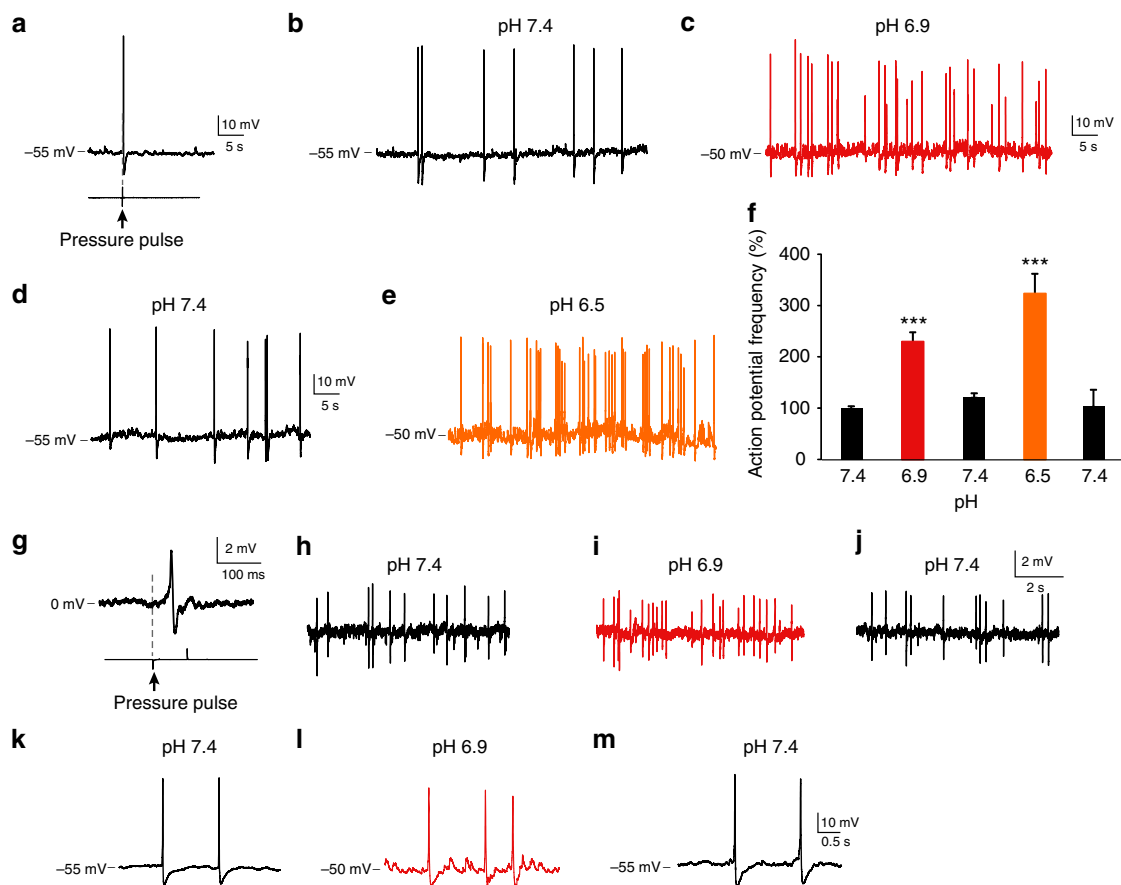 a
10 mV
5 s
–55 mV
Pressure pulse
b
pH 7.4
–55 mV
c
pH 6.9
10 mV
5 s
–50 mV
d
pH 7.4
10 mV
5 s
–55 mV
e
pH 6.5
–50 mV
f
Action potential frequency (%)
400
300
200
100
0
***
***
7.4 6.9 7.4 6.5 7.4
pH
g
2 mV
100 ms
0 mV
Pressure pulse
h
pH 7.4
i
pH 6.9
j
pH 7.4
2 mV
2 s
k
pH 7.4
–55 mV
l
pH 6.9
–50 mV
m
pH 7.4
10 mV
0.5 s
–55 mV